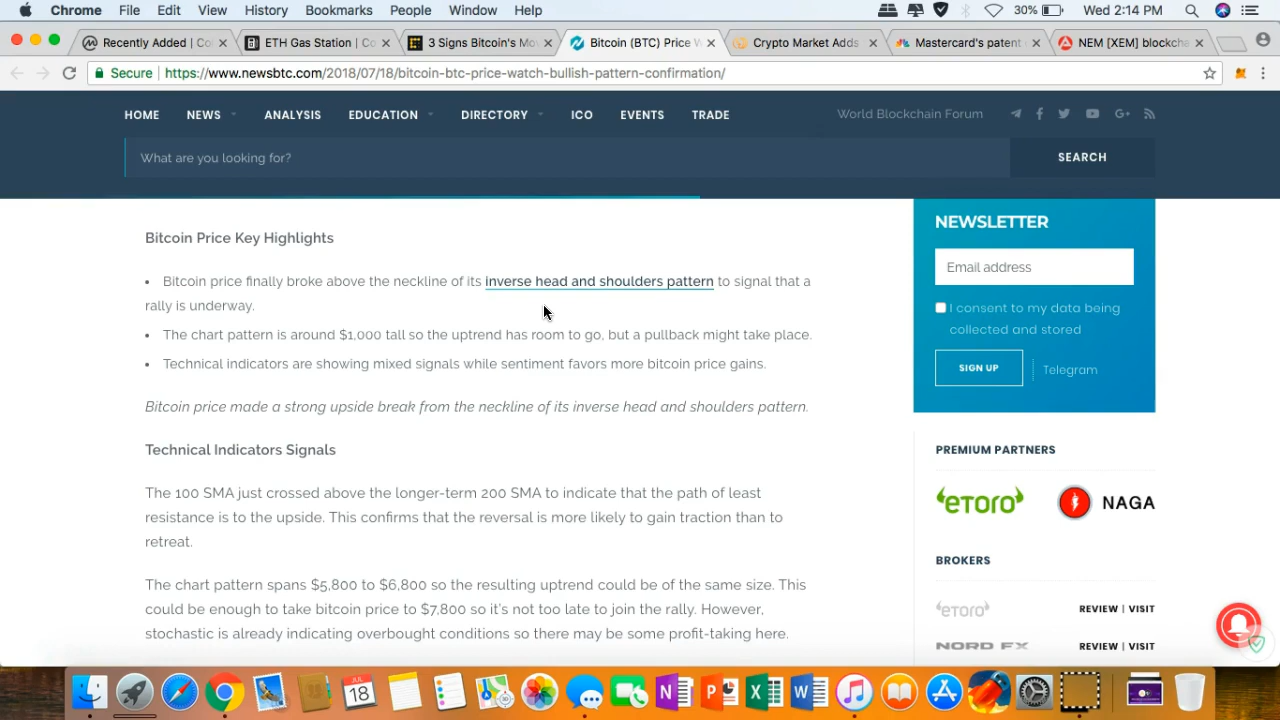 Chrome File Edit View History Bookmarks People Window Help 30% Wed 2:14 PM
Recently Added | Co
ETH Gas Station | Co
3 Signs Bitcoin's Mov
Bitcoin (BTC) Price W
Crypto Market Adds
Mastercard's patent
NEM [XEM] blockcha
Secure https://www.newsbtc.com/2018/07/18/bitcoin-btc-price-watch-bullish-pattern-confirmation/
HOME NEWS ANALYSIS EDUCATION DIRECTORY ICO EVENTS TRADE World Blockchain Forum G+
What are you looking for? SEARCH
Bitcoin Price Key Highlights
• Bitcoin price finally broke above the neckline of its inverse head and shoulders pattern to signal that a
rally is underway.
• The chart pattern is around $1,000 tall so the uptrend has room to go, but a pullback might take place.
• Technical indicators are showing mixed signals while sentiment favors more bitcoin price gains.
Bitcoin price made a strong upside break from the neckline of its inverse head and shoulders pattern.
Technical Indicators Signals
The 100 SMA just crossed above the longer-term 200 SMA to indicate that the path of least
resistance is to the upside. This confirms that the reversal is more likely to gain traction than to
retreat.
The chart pattern spans $5,800 to $6,800 so the resulting uptrend could be of the same size. This
could be enough to take bitcoin price to $7,800 so it's not too late to join the rally. However,
stochastic is already indicating overbought conditions so there may be some profit-taking here.
NEWSLETTER
Email address
I consent to my data being
collected and stored
SIGN UP Telegram
PREMIUM PARTNERS
eToro NAGA
BROKERS
eToro REVIEW | VISIT
NORD FX REVIEW | VISIT
JUL
18
N P X W